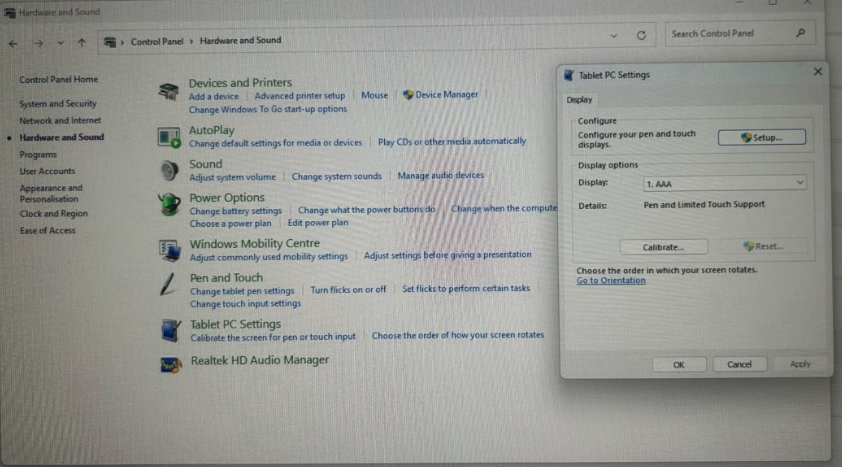 Hardware and Sound
Control Panel > Hardware and Sound
Search Control Panel
Control Panel Home
System and Security
Network and Internet
Hardware and Sound
Programs
User Accounts
Appearance and
Personalisation
Clock and Region
Ease of Access
Devices and Printers
Add a device | Advanced printer setup | Mouse | Device Manager |
Change Windows To Go start-up options
AutoPlay
Change default settings for media or devices | Play CDs or other media automatically
Sound
Adjust system volume | Change system sounds | Manage audio devices
Power Options
Change battery settings | Change what the power buttons do | Change when the compute
Choose a power plan | Edit power plan
Windows Mobility Centre
Adjust commonly used mobility settings | Adjust settings before giving a presentation
Pen and Touch
Change tablet pen settings | Turn flicks on or off | Set flicks to perform certain tasks |
Change touch input settings
Tablet PC Settings
Calibrate the screen for pen or touch input | Choose the order of how your screen rotates
Realtek HD Audio Manager
Tablet PC Settings
Display
Configure
Configure your pen and touch
displays.
Setup...
Display options
Display: 1. AAA
Details: Pen and Limited Touch Support
Calibrate... Reset...
Choose the order in which your screen rotates.
Go to Orientation
OK Cancel Apply